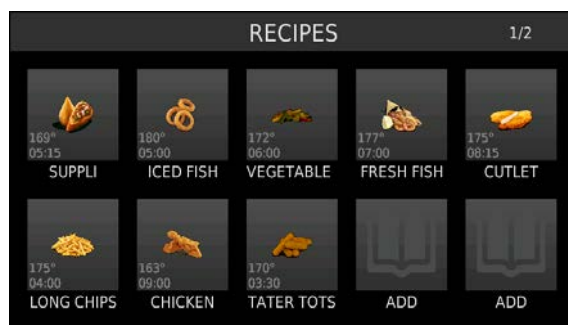 RECIPES 1/2
169°
05:15
SUPPLI
180°
05:00
ICED FISH
172°
06:00
VEGETABLE
177°
07:00
FRESH FISH
175°
08:15
CUTLET
175°
04:00
LONG CHIPS
163°
09:00
CHICKEN
170°
03:30
TATER TOTS
ADD
ADD